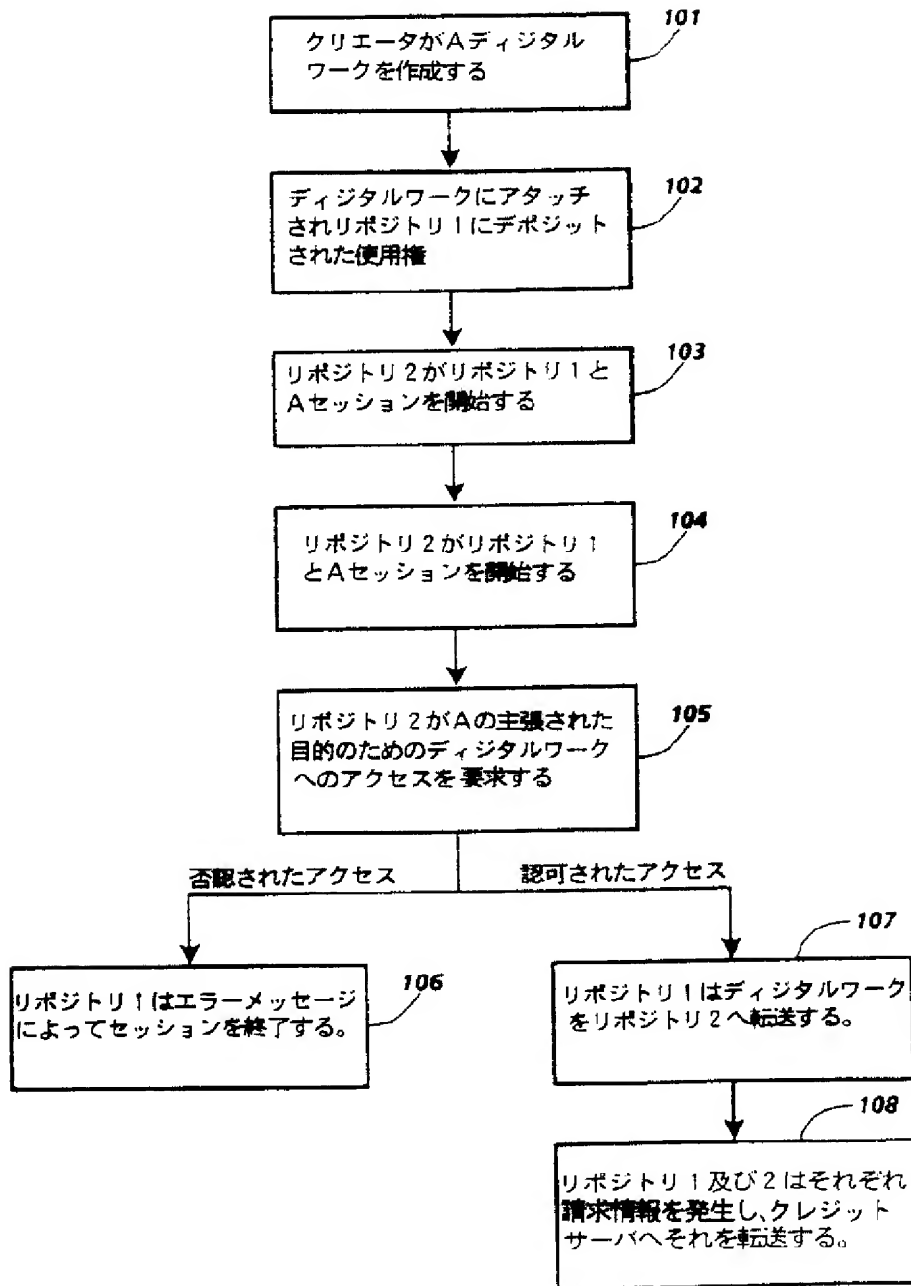 101
クリエータがAディジタル
ワークを作成する
102
ディジタルワークにアタッチ
されリポジトリ1にデポジット
された使用権
103
リポジトリ2がリポジトリ1と
Aセッションを開始する
104
リポジトリ2がリポジトリ1
とAセッションを開始する
105
リポジトリ2がAの主張された
目的のためのディジタルワーク
へのアクセスを要求する
否認されたアクセス
認可されたアクセス
106
リポジトリ1はエラーメッセージ
によってセッションを終了する。
107
リポジトリ1はディジタルワーク
をリポジトリ2へ転送する。
108
リポジトリ1及び2はそれぞれ
請求情報を発生し、クレジット
サーバへそれを転送する。